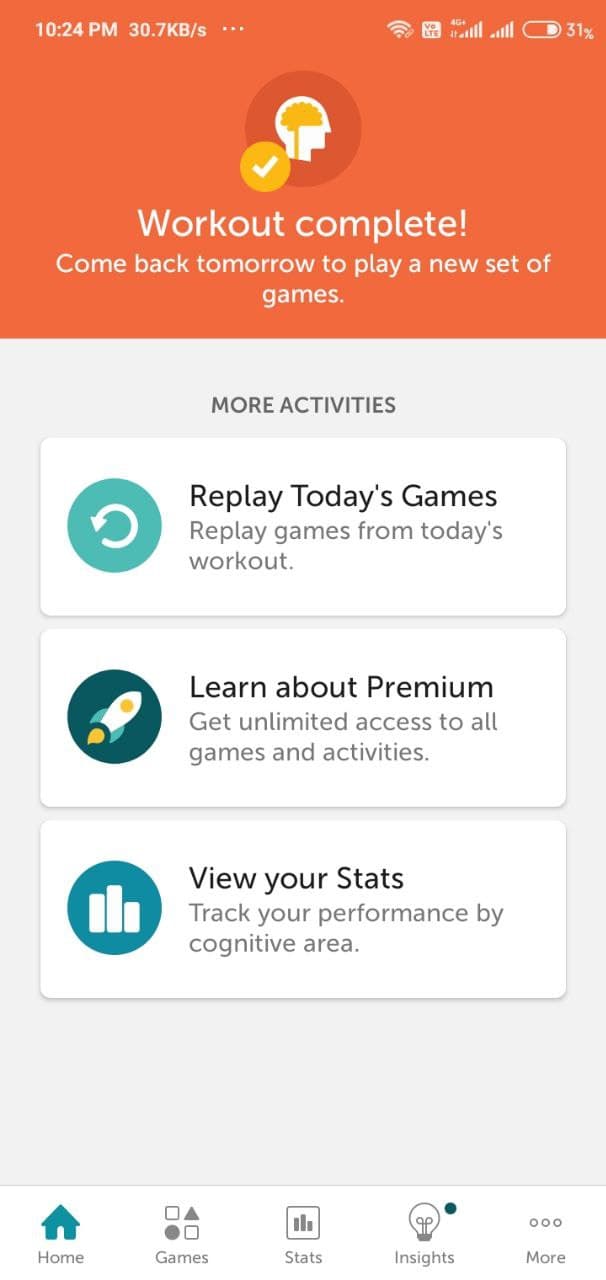 10:24 PM 30.7KB/s ...
Vo
LTE
4G+
31%
Workout complete!
Come back tomorrow to play a new set of
games.
MORE ACTIVITIES
Replay Today's Games
Replay games from today's
workout.
Learn about Premium
Get unlimited access to all
games and activities.
View your Stats
Track your performance by
cognitive area.
Home Games Stats Insights More